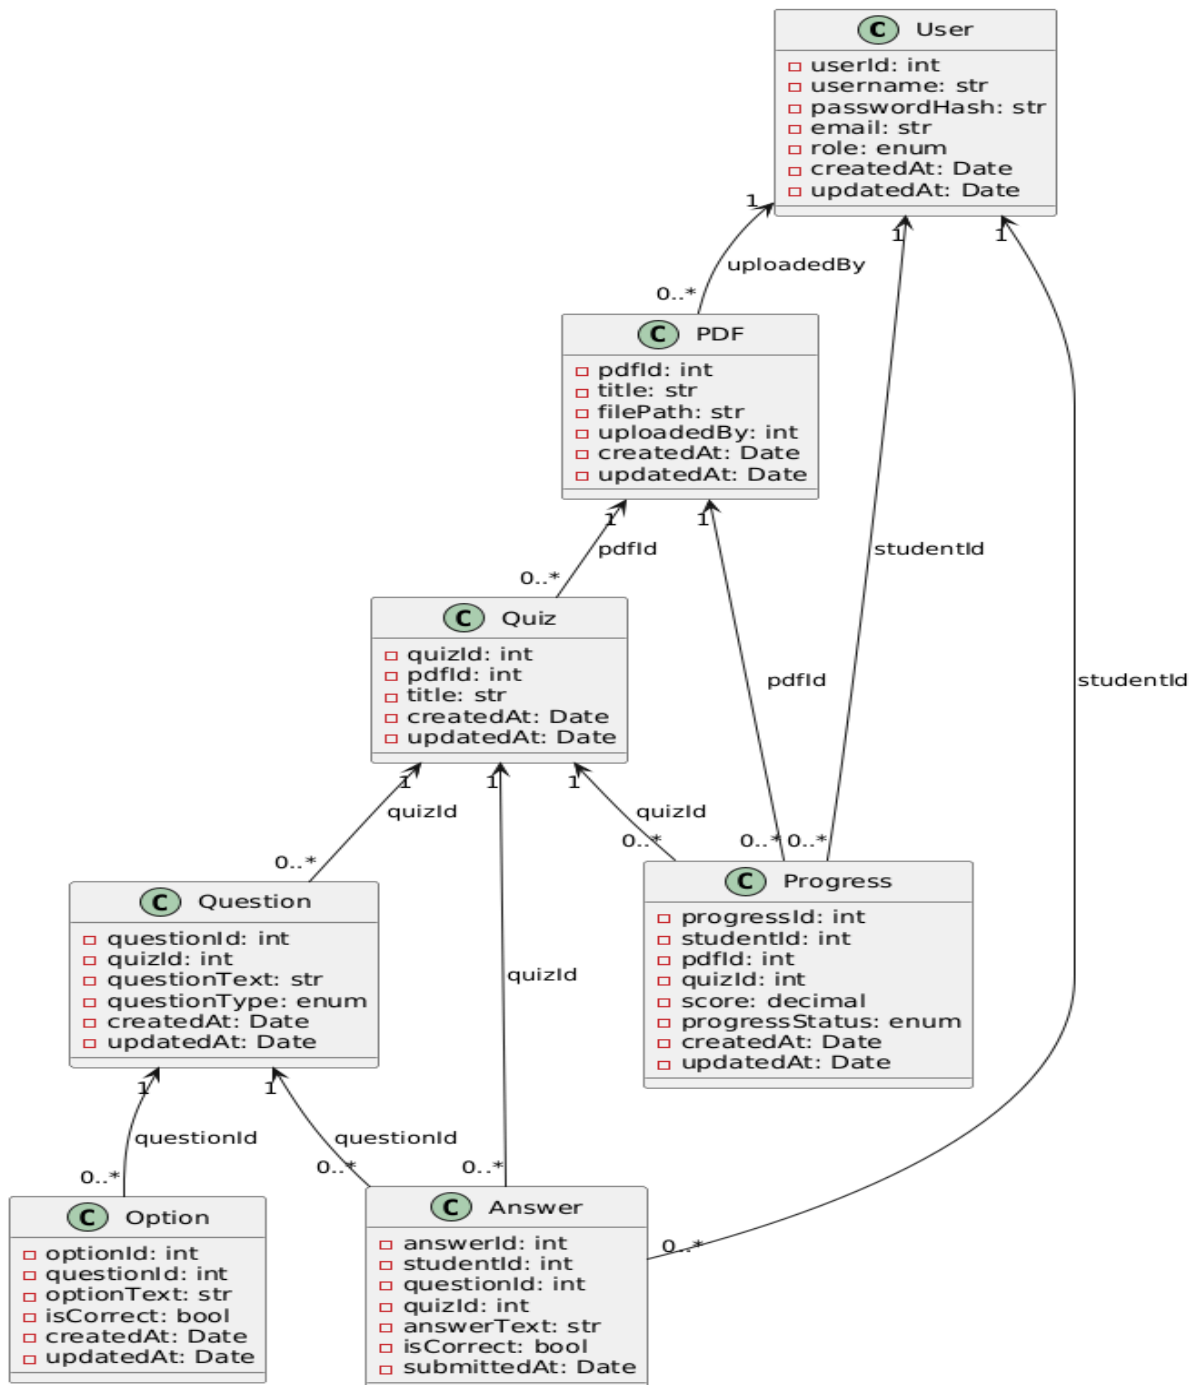 C User
userId: int
username: str
passwordHash: str
email: str
role: enum
createdAt: Date
updatedAt: Date
1
1
1
uploadedBy
0..*
C PDF
pdfId: int
title: str
filePath: str
uploadedBy: int
createdAt: Date
updatedAt: Date
1
1
pdfId
studentId
0..*
C Quiz
quizId: int
pdfId: int
title: str
createdAt: Date
updatedAt: Date
pdfId
studentId
1
1
1
quizId
quizId
0..*
0..*
0..*
0..*
C Question
questionId: int
quizId: int
questionText: str
questionType: enum
createdAt: Date
updatedAt: Date
C Progress
progressId: int
studentId: int
pdfId: int
quizId: int
score: decimal
progressStatus: enum
createdAt: Date
updatedAt: Date
quizId
1
1
questionId
questionId
0..*
0..*
0..*
C Option
optionId: int
questionId: int
optionText: str
isCorrect: bool
createdAt: Date
updatedAt: Date
C Answer
answerId: int
studentId: int
questionId: int
quizId: int
answerText: str
isCorrect: bool
submittedAt: Date
0..*